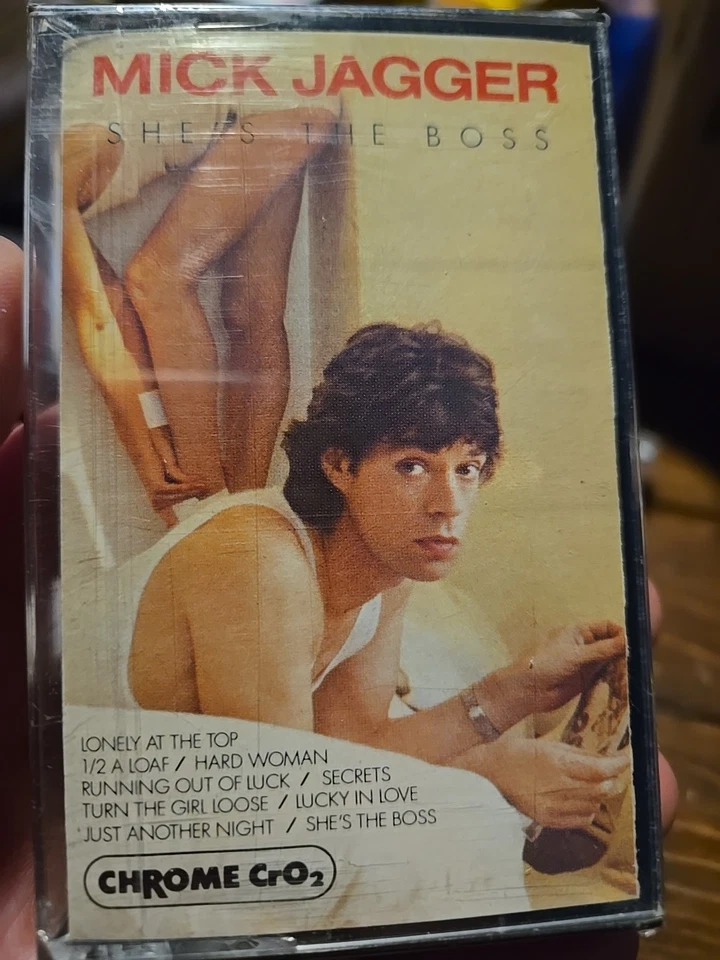 MICK JAGGER
SHE'S THE BOSS
LONELY AT THE TOP
1/2 A LOAF / HARD WOMAN
RUNNING OUT OF LUCK / SECRETS
TURN THE GIRL LOOSE / LUCKY IN LOVE
JUST ANOTHER NIGHT / SHE'S THE BOSS
CHROME CrO₂